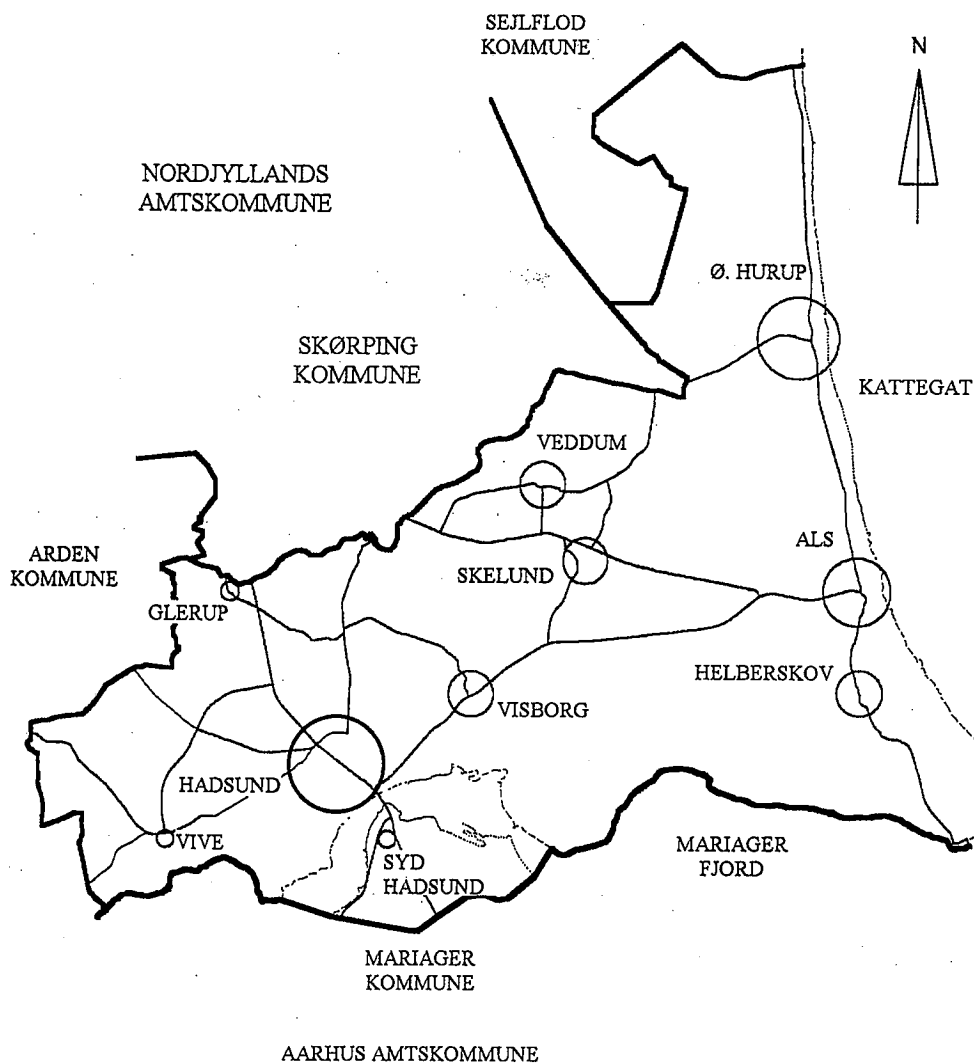 SEJLFLOD
KOMMUNE
N
NORDJYLLANDS
AMTSKOMMUNE
Ø. HURUP
SKØRPING
KOMMUNE
KATTEGAT
VEDDUM
ARDEN
KOMMUNE
ALS
SKELUND
GLERUP
HELBERSKOV
VISBORG
HADSUND
VIVE
SYD
HADSUND
MARIAGER
FJORD
MARIAGER
KOMMUNE
AARHUS AMTSKOMMUNE